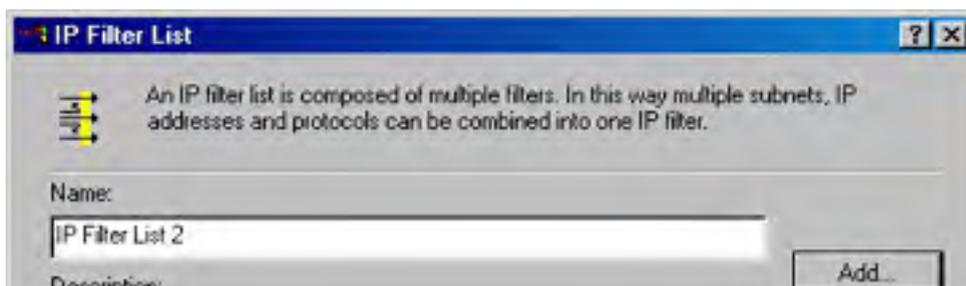 IP Filter List
An IP filter list is composed of multiple filters. In this way multiple subnets, IP
addresses and protocols can be combined into one IP filter.
Name:
IP Filter List 2
Add...
Description: